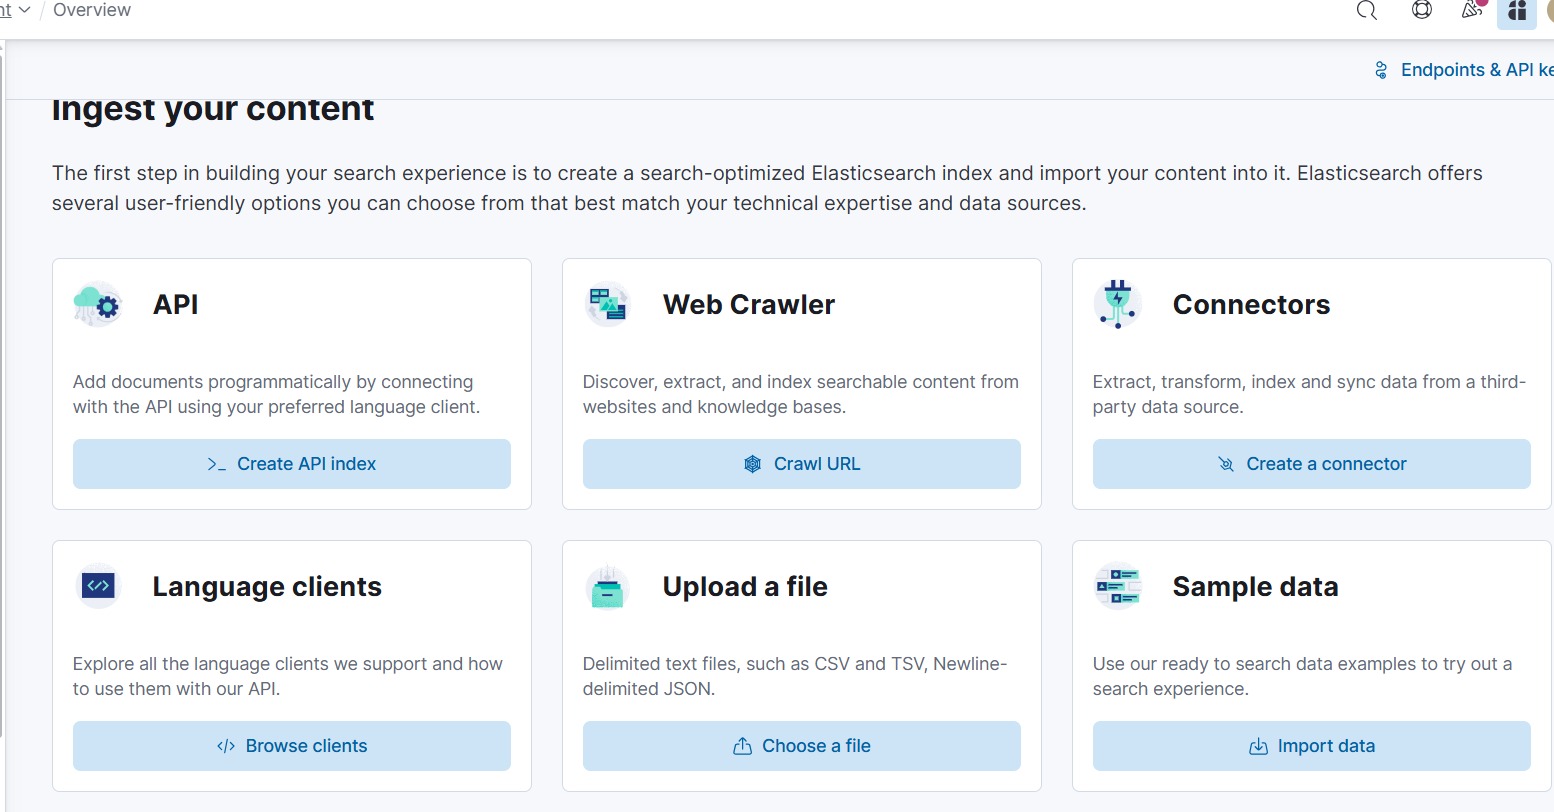 nt / Overview
Endpoints & API ke
Ingest your content
The first step in building your search experience is to create a search-optimized Elasticsearch index and import your content into it. Elasticsearch offers
several user-friendly options you can choose from that best match your technical expertise and data sources.
API
Add documents programmatically by connecting
with the API using your preferred language client.
>_ Create API index
Web Crawler
Discover, extract, and index searchable content from
websites and knowledge bases.
Crawl URL
Connectors
Extract, transform, index and sync data from a third-
party data source.
Create a connector
Language clients
Explore all the language clients we support and how
to use them with our API.
</> Browse clients
Upload a file
Delimited text files, such as CSV and TSV, Newline-
delimited JSON.
Choose a file
Sample data
Use our ready to search data examples to try out a
search experience.
Import data